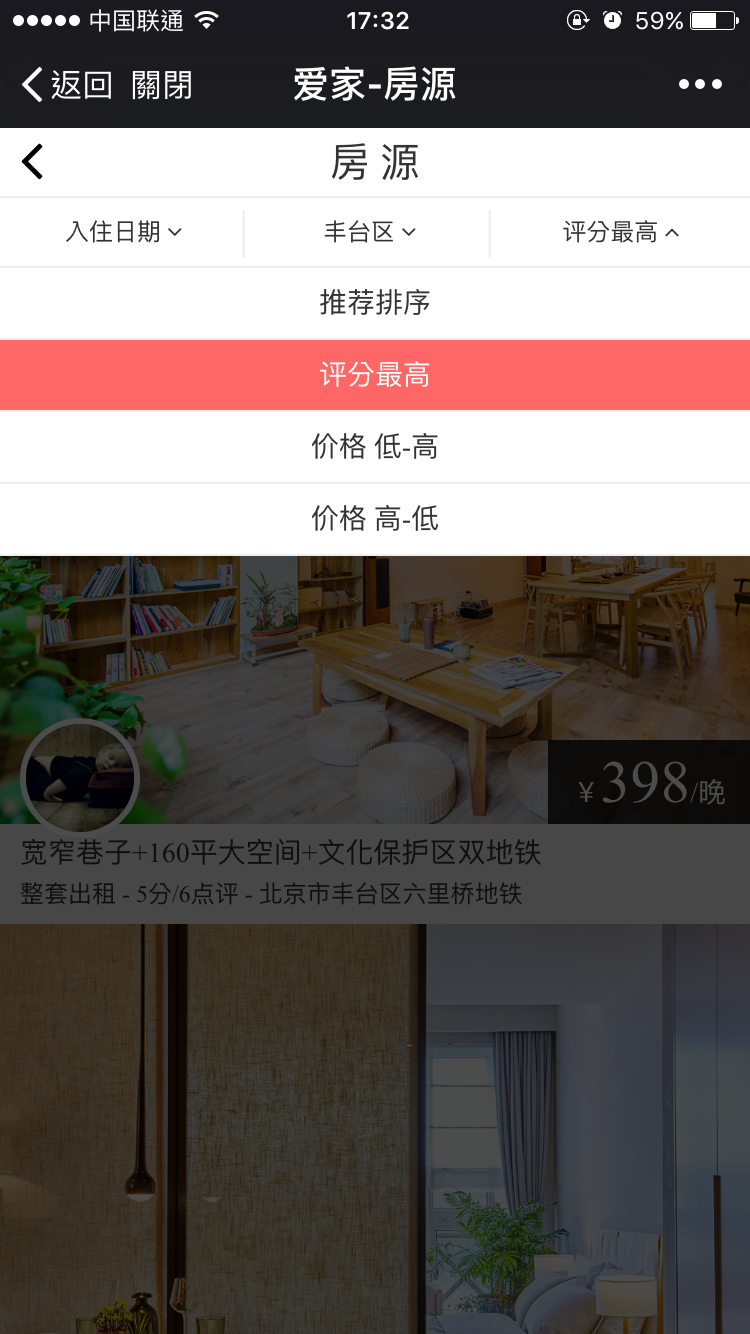 中国联通 17:32 59%
返回 關閉 爱家-房源
房 源
入住日期 丰台区 评分最高
推荐排序
评分最高
价格 低-高
价格 高-低
¥398/晚
宽窄巷子+160平大空间+文化保护区双地铁
整套出租 - 5分/6点评 - 北京市丰台区六里桥地铁